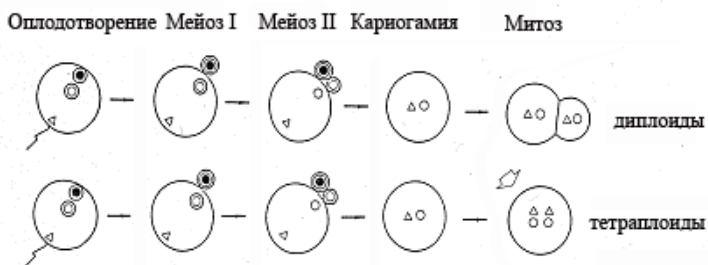 Оплодотворение Мейоз I Мейоз II Кариогамия Митоз
диплоиды
тетраплоиды